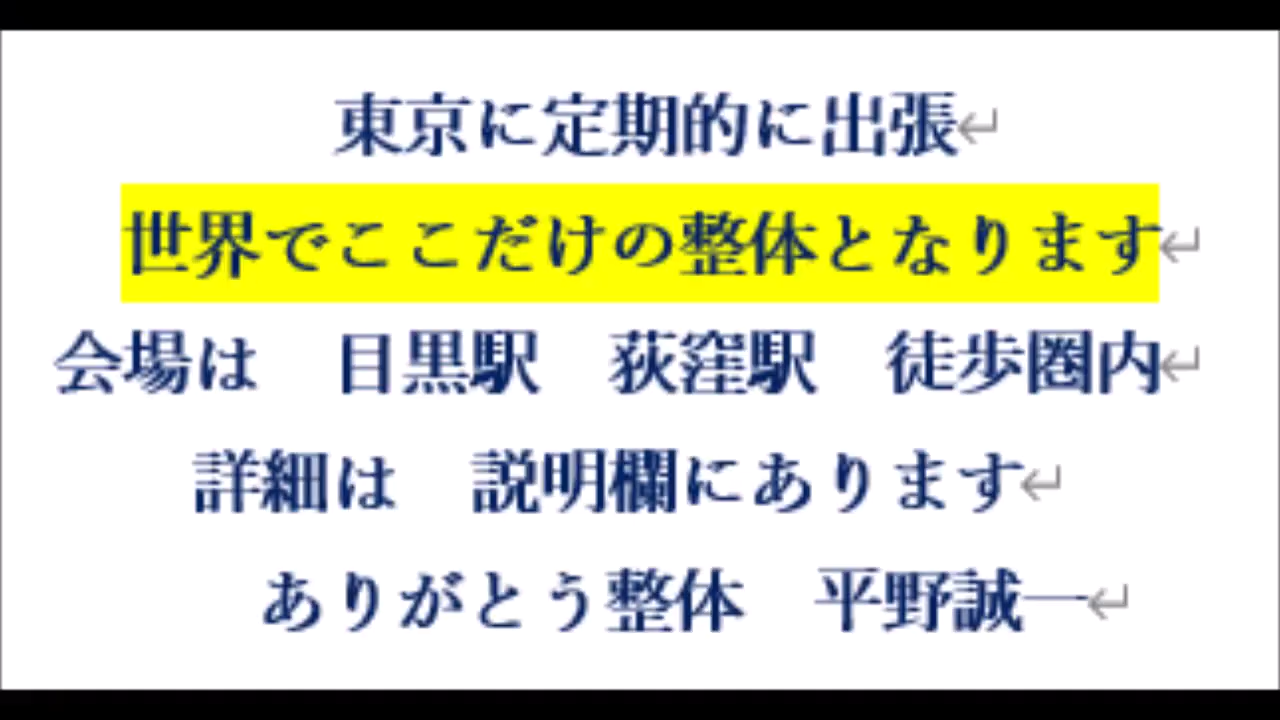 東京に定期的に出張
世界でここだけの整体となります
会場は　目黒駅　荻窪駅　徒歩圏内
詳細は　説明欄にあります
ありがとう整体　平野誠一